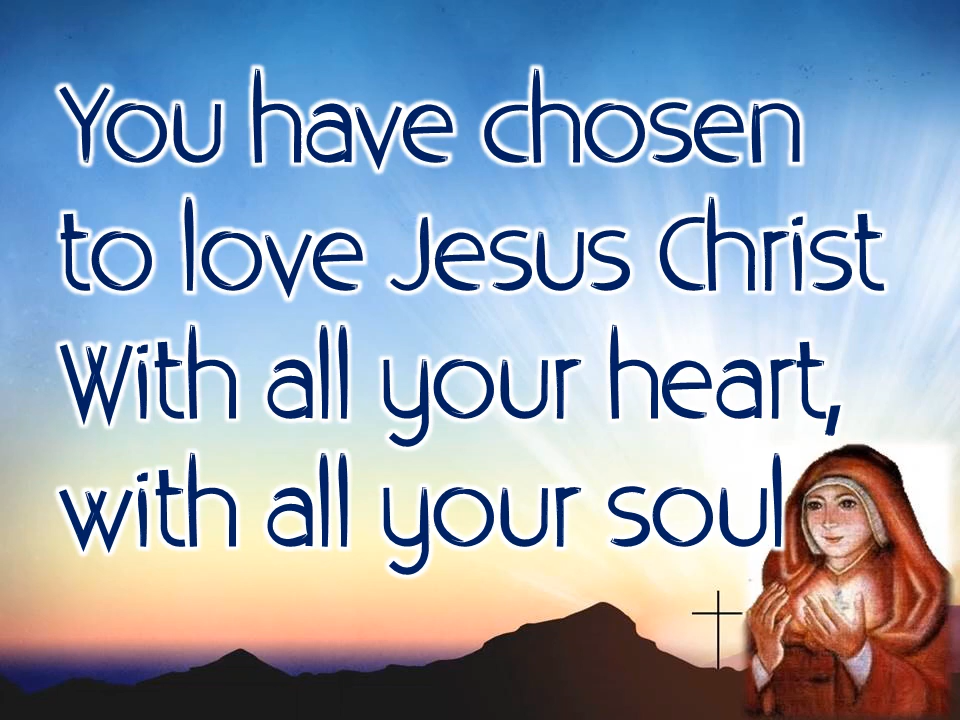 You have chosen
to love Jesus Christ
With all your heart,
with all your soul